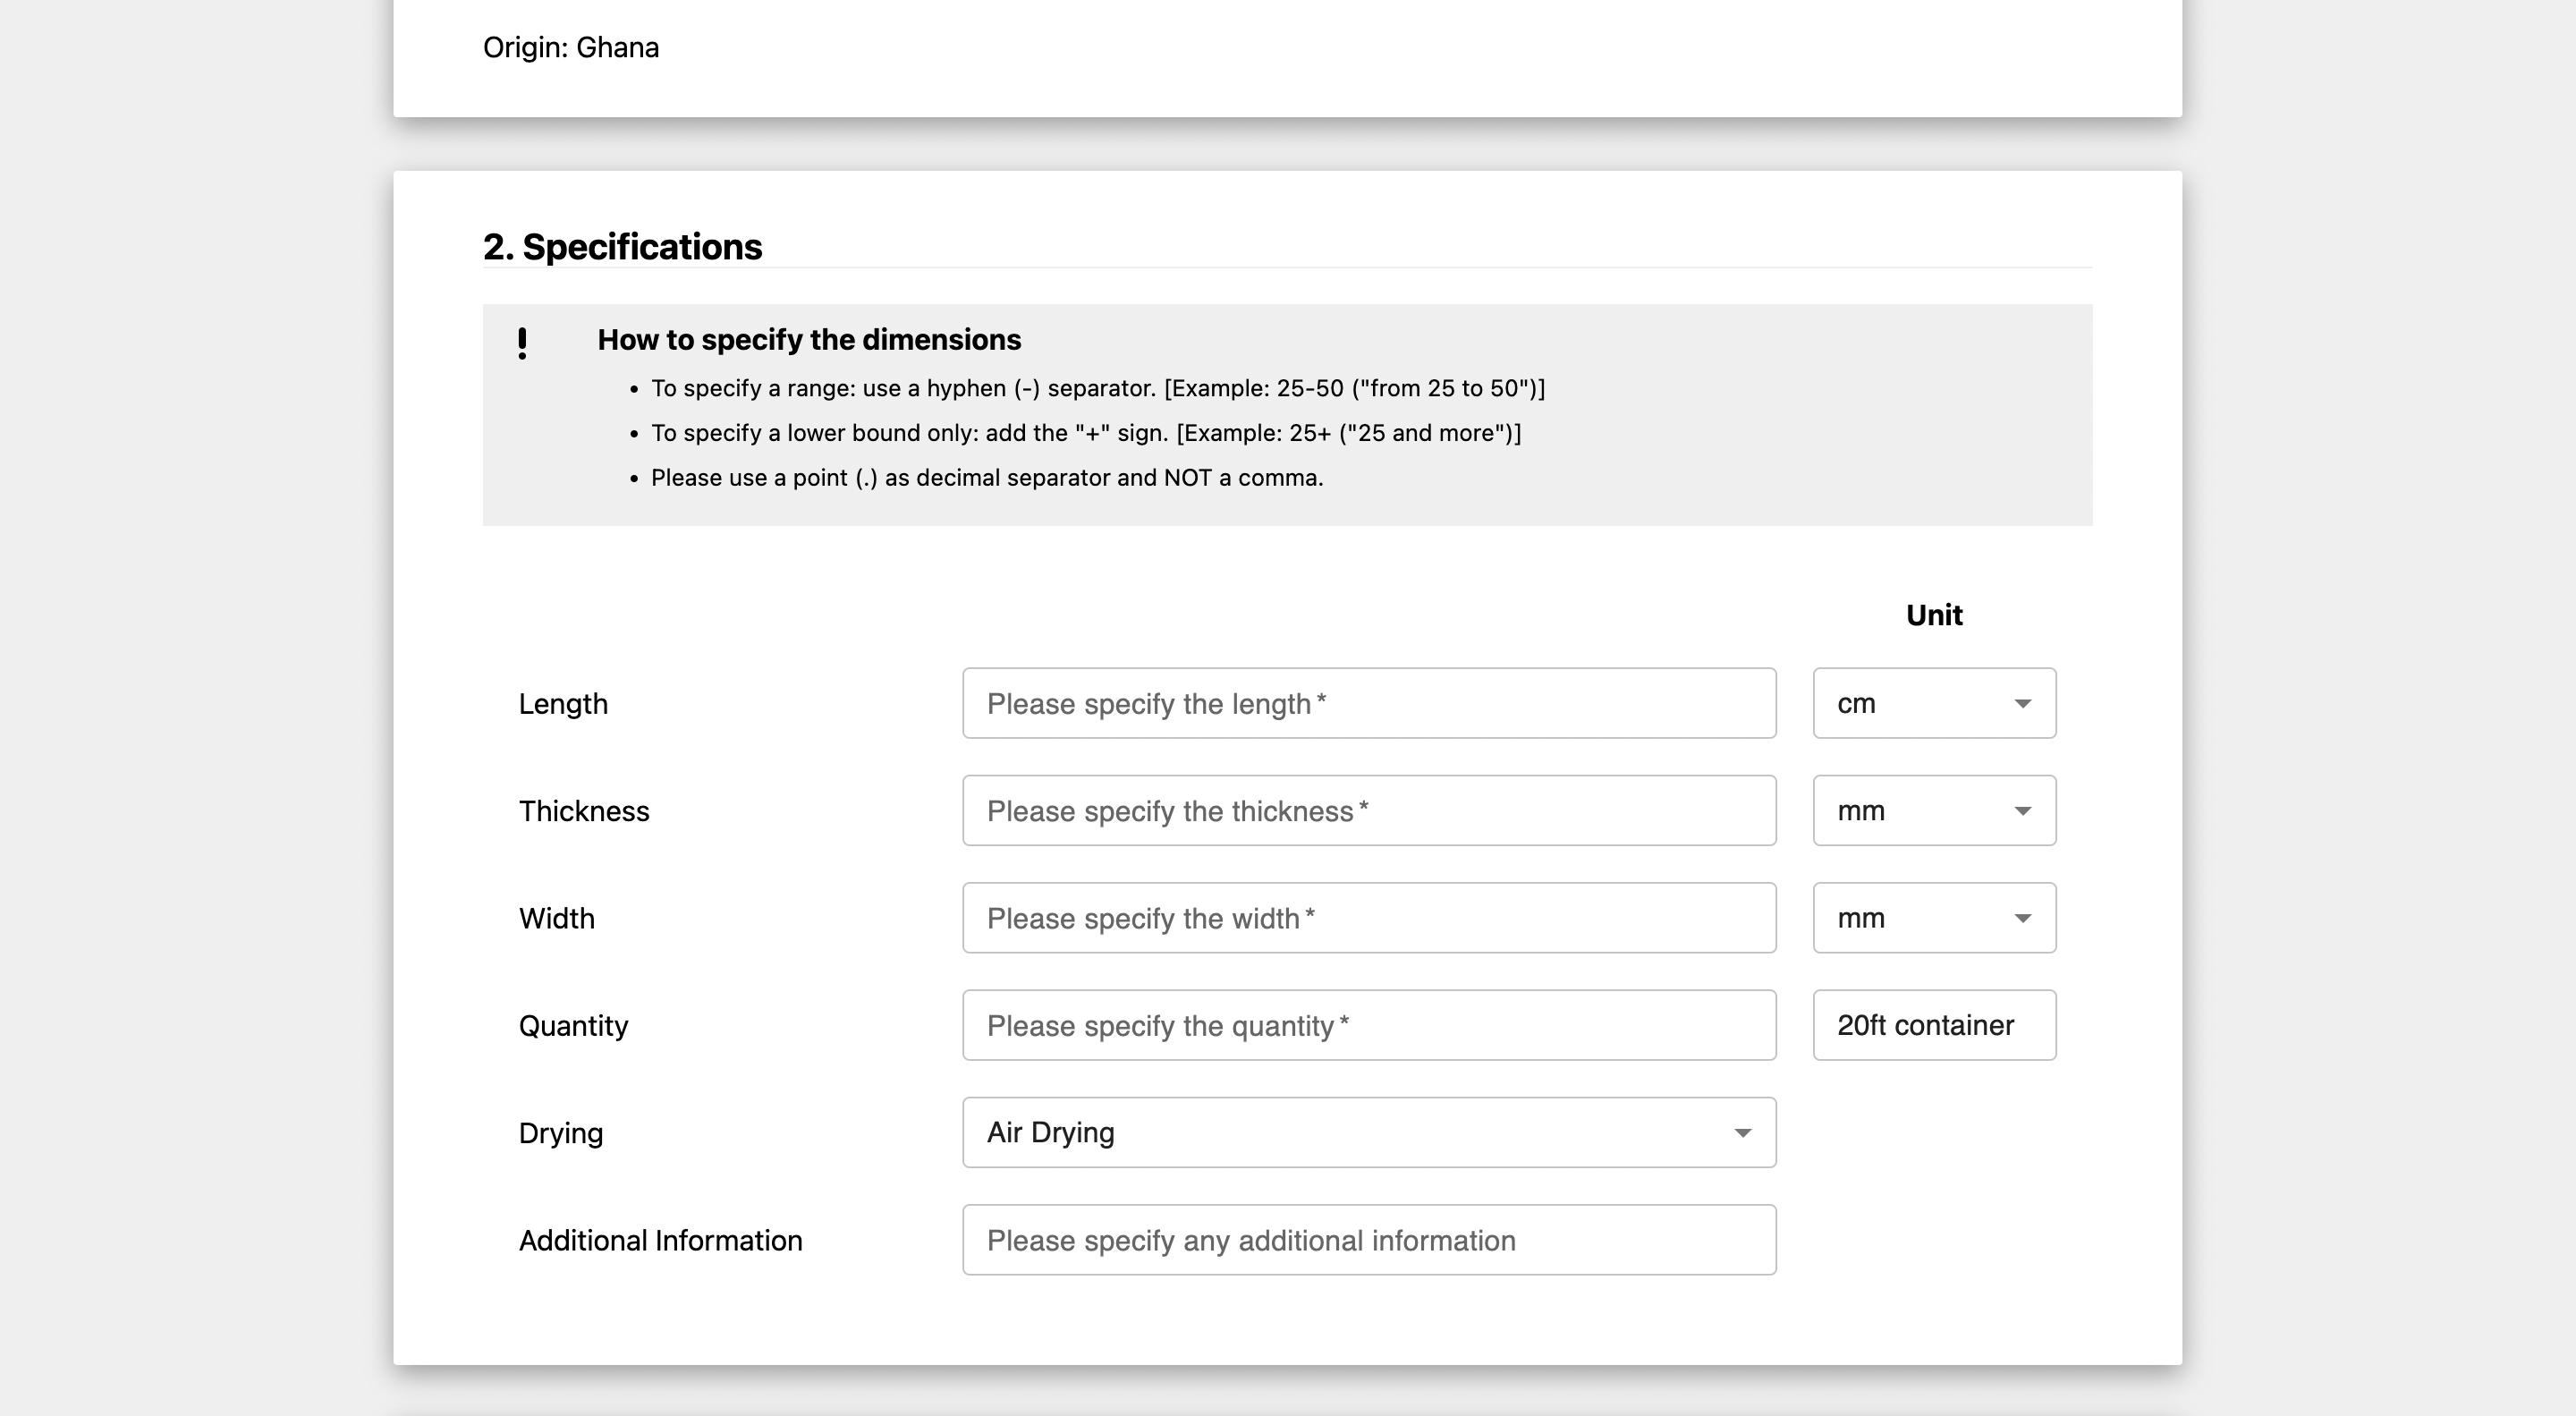 Origin: Ghana
2. Specifications
How to specify the dimensions
• To specify a range: use a hyphen (-) separator. [Example: 25-50 ("from 25 to 50")]
• To specify a lower bound only: add the "+" sign. [Example: 25+ ("25 and more")]
• Please use a point (.) as decimal separator and NOT a comma.
Unit
Length Please specify the length* cm
Thickness Please specify the thickness* mm
Width Please specify the width* mm
Quantity Please specify the quantity* 20ft container
Drying Air Drying
Additional Information Please specify any additional information